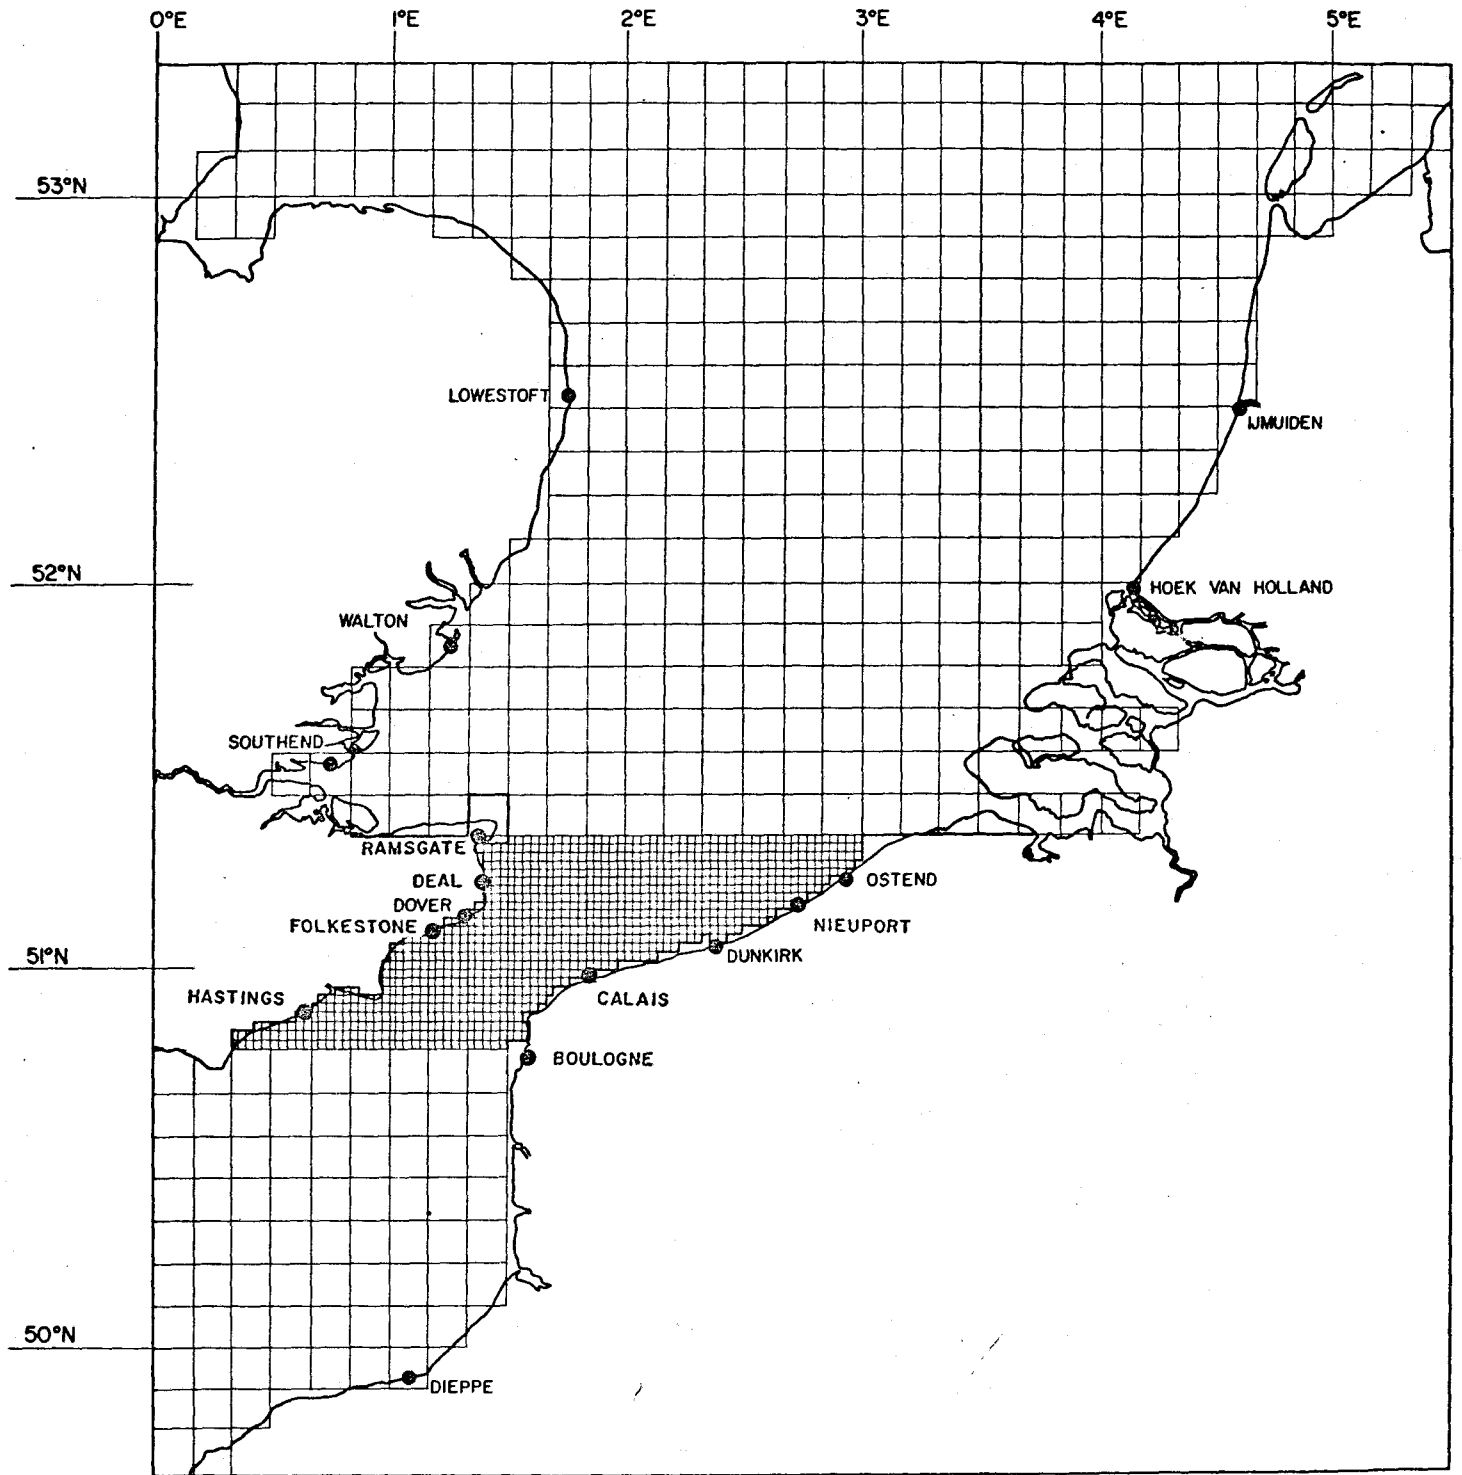 0°E 1°E 2°E 3°E 4°E 5°E
53°N
LOWESTOFT
IJMUIDEN
52°N
HOEK VAN HOLLAND
WALTON
SOUTHEND
RAMSGATE
DEAL
OSTEND
DOVER
FOLKESTONE
NIEUPORT
DUNKIRK
51°N
HASTINGS
CALAIS
BOULOGNE
50°N
DIEPPE